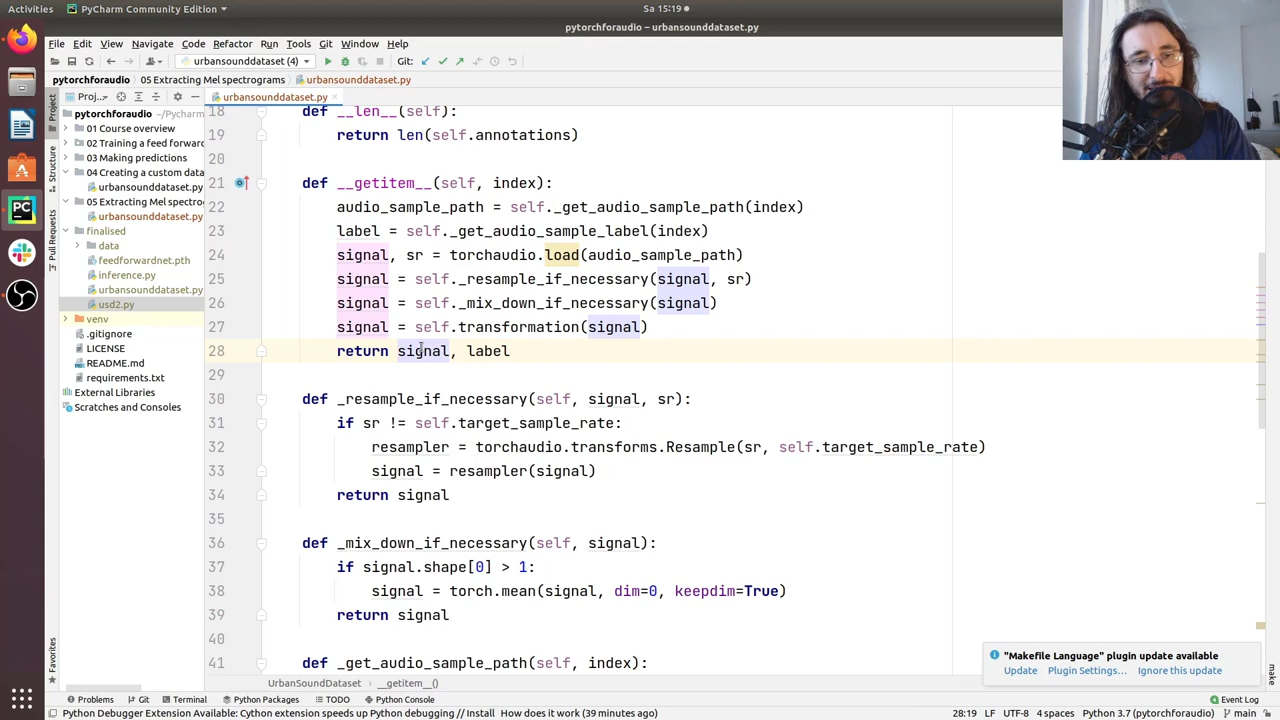 Activities
PyCharm Community Edition
Sa 15:19
pytorchforaudio – urbansounddataset.py
File Edit View Navigate Code Refactor Run Tools Git Window Help
urbansounddataset (4)
Git:
pytorchforaudio
05 Extracting Mel spectrograms
urbansounddataset.py
Proj...
urbansounddataset.py
pytorchforaudio ~/Pycharm
01 Course overview
02 Training a feed forward
03 Making predictions
04 Creating a custom data
urbansounddataset.py
05 Extracting Mel spectro
urbansounddataset.py
finalised
data
feedforwardnet.pth
inference.py
urbansounddataset.py
usd2.py
venv
.gitignore
LICENSE
README.md
requirements.txt
External Libraries
Scratches and Consoles
Project
Structure
Pull Requests
Favorites
make
18 def __len__(self):
19 return len(self.annotations)
20
21 def __getitem__(self, index):
22 audio_sample_path = self._get_audio_sample_path(index)
23 label = self._get_audio_sample_label(index)
24 signal, sr = torchaudio.load(audio_sample_path)
25 signal = self._resample_if_necessary(signal, sr)
26 signal = self._mix_down_if_necessary(signal)
27 signal = self.transformation(signal)
28 return signal, label
29
30 def _resample_if_necessary(self, signal, sr):
31 if sr != self.target_sample_rate:
32 resampler = torchaudio.transforms.Resample(sr, self.target_sample_rate)
33 signal = resampler(signal)
34 return signal
35
36 def _mix_down_if_necessary(self, signal):
37 if signal.shape[0] > 1:
38 signal = torch.mean(signal, dim=0, keepdim=True)
39 return signal
40
41 def _get_audio_sample_path(self, index):
"Makefile Language" plugin update available
Update Plugin Settings... Ignore this update
UrbanSoundDataset
__getitem__()
Problems Git Terminal Python Packages TODO Python Console
Event Log
Python Debugger Extension Available: Cython extension speeds up Python debugging // Install How does it work (39 minutes ago)
28:19 LF UTF-8 4 spaces Python 3.7 (pytorchforaudio) main